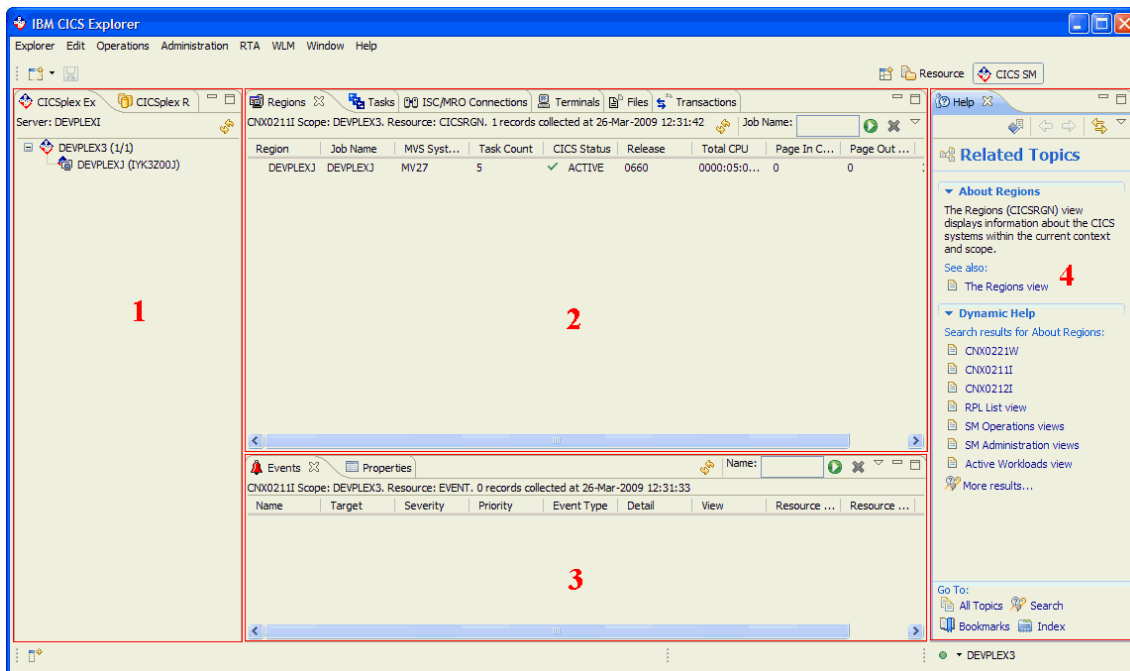 IBM CICS Explorer
Explorer Edit Operations Administration RTA WLM Window Help
Resource CICS SM
CICSplex Ex CICSplex R
Server: DEVPLEXI
DEVPLEX3 (1/1)
DEVPLEXJ (IYK3Z00J)
1
Regions Tasks ISC/MRO Connections Terminals Files Transactions
CNX0211I Scope: DEVPLEX3. Resource: CICSRGN. 1 records collected at 26-Mar-2009 12:31:42 Job Name:
Region Job Name MVS Syst... Task Count CICS Status Release Total CPU Page In C... Page Out ...
DEVPLEXJ DEVPLEXJ MV27 5 ACTIVE 0660 0000:05:0... 0 0
2
Events Properties Name:
CNX0211I Scope: DEVPLEX3. Resource: EVENT. 0 records collected at 26-Mar-2009 12:31:33
Name Target Severity Priority Event Type Detail View Resource ... Resource ...
3
Help
Related Topics
About Regions
The Regions (CICSRGN) view
displays information about the CICS
systems within the current context
and scope.
See also:
4
The Regions view
Dynamic Help
Search results for About Regions:
CNX0221W
CNX0211I
CNX0212I
RPL List view
SM Operations views
SM Administration views
Active Workloads view
More results...
Go To:
All Topics Search
Bookmarks Index
DEVPLEX3